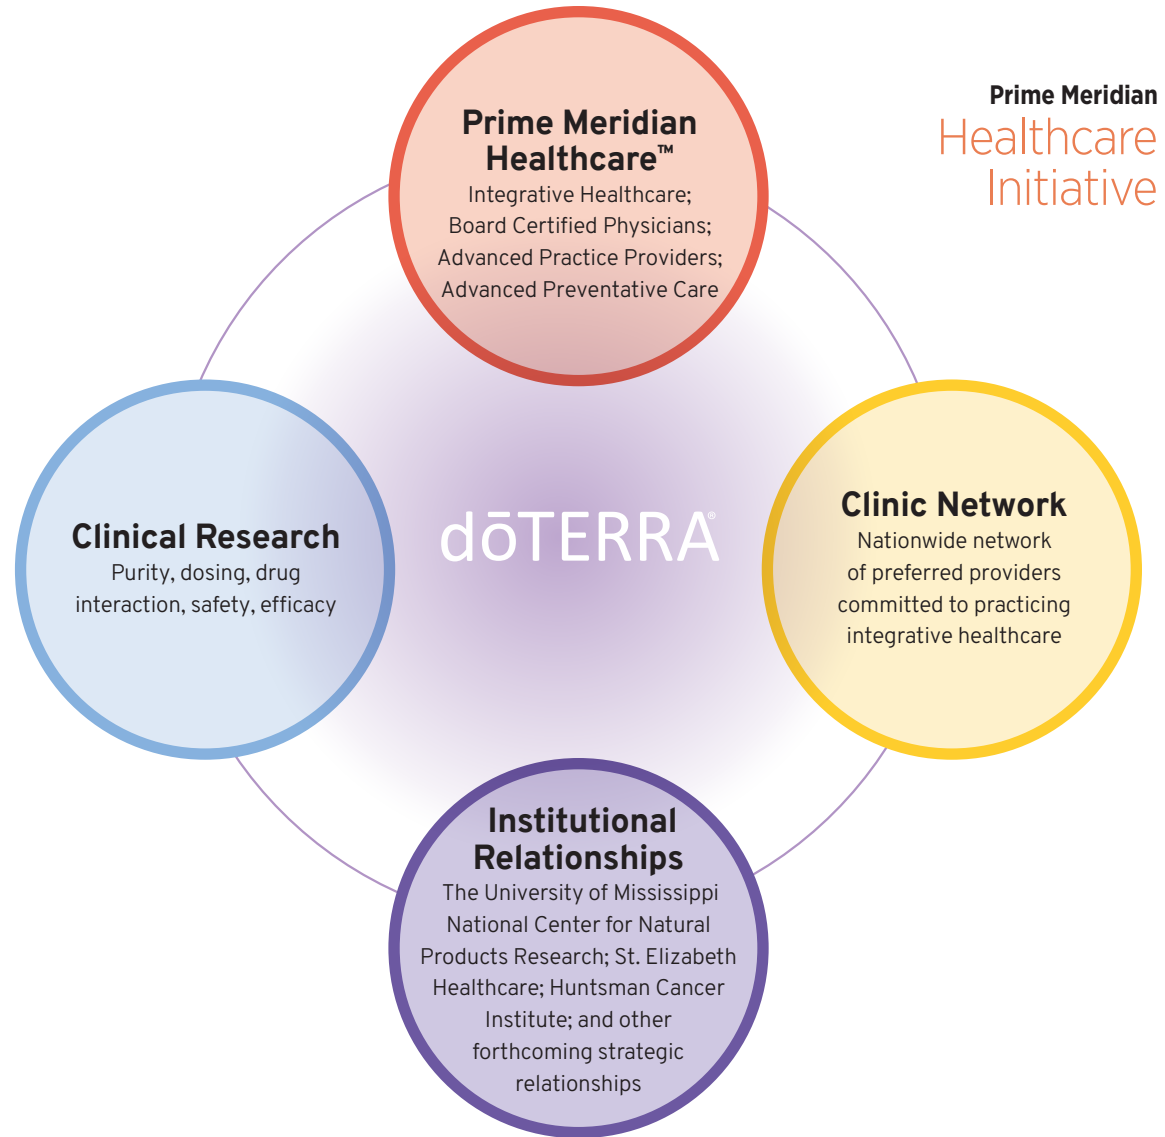 Prime Meridian
Healthcare
Initiative
Prime Meridian
Healthcare™
Integrative Healthcare;
Board Certified Physicians;
Advanced Practice Providers;
Advanced Preventative Care
Clinical Research
Purity, dosing, drug
interaction, safety, efficacy
dōTERRA®
Clinic Network
Nationwide network
of preferred providers
committed to practicing
integrative healthcare
Institutional
Relationships
The University of Mississippi
National Center for Natural
Products Research; St. Elizabeth
Healthcare; Huntsman Cancer
Institute; and other
forthcoming strategic
relationships